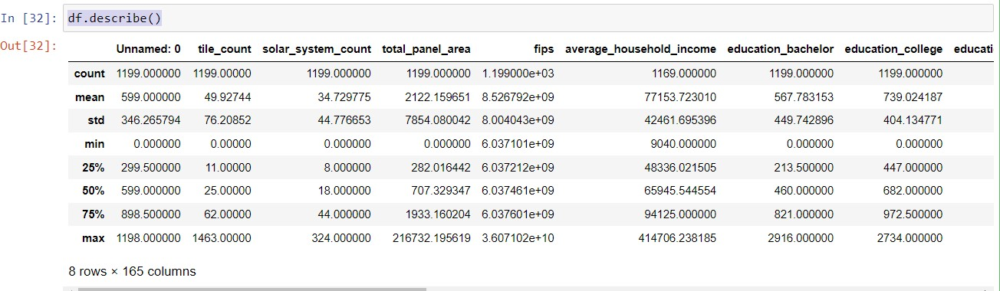 In [32]: df.describe()
Out[32]:
Unnamed: 0 tile_count solar_system_count total_panel_area fips average_household_income education_bachelor education_college educati
count 1199.000000 1199.00000 1199.000000 1199.000000 1.199000e+03 1169.000000 1199.000000 1199.000000
mean 599.000000 49.92744 34.729775 2122.159651 8.526792e+09 77153.723010 567.783153 739.024187
std 346.265794 76.20852 44.776653 7854.080042 8.004043e+09 42461.695396 449.742896 404.134771
min 0.000000 0.00000 0.000000 0.000000 6.037101e+09 9040.000000 0.000000 0.000000
25% 299.500000 11.00000 8.000000 282.016442 6.037212e+09 48336.021505 213.500000 447.000000
50% 599.000000 25.00000 18.000000 707.329347 6.037461e+09 65945.544554 460.000000 682.000000
75% 898.500000 62.00000 44.000000 1933.160204 6.037601e+09 94125.000000 821.000000 972.500000
max 1198.000000 1463.00000 324.000000 216732.195619 3.607102e+10 414706.238185 2916.000000 2734.000000
8 rows × 165 columns